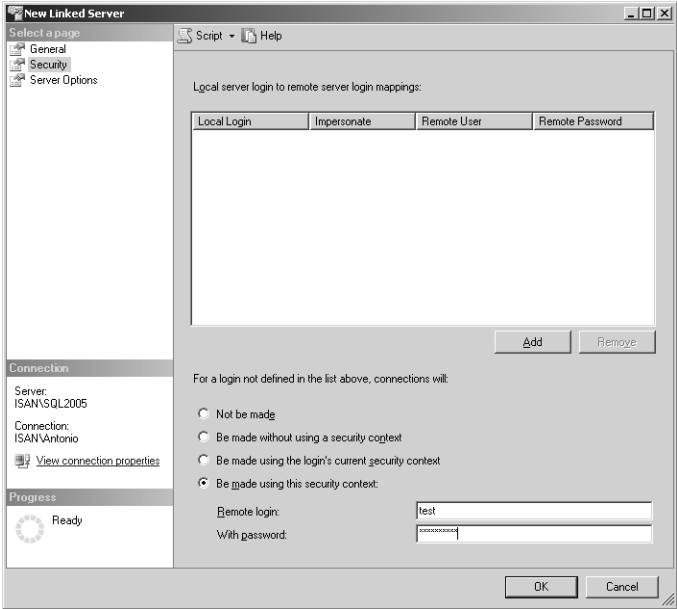 New Linked Server
Select a page
General
Security
Server Options
Script Help
Local server login to remote server login mappings:
Local Login Impersonate Remote User Remote Password
Add Remove
For a login not defined in the list above, connections will:
Not be made
Be made without using a security context
Be made using the login's current security context
Be made using this security context:
Remote login: test
With password: **********
Connection
Server:
ISAN\SQL2005
Connection:
ISAN\Antonio
View connection properties
Progress
Ready
OK Cancel